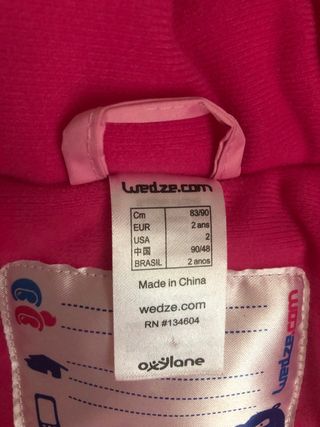 wedze.com
Cm 83/90
EUR 2 ans
USA 2
中国 90/48
BRASIL 2 anos
Made in China
wedze.com
RN #134604
oxylane
wedze.com